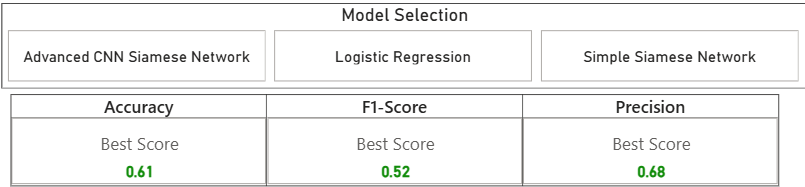 Model Selection
Advanced CNN Siamese Network
Logistic Regression
Simple Siamese Network
Accuracy
F1-Score
Precision
Best Score
Best Score
Best Score
0.61
0.52
0.68